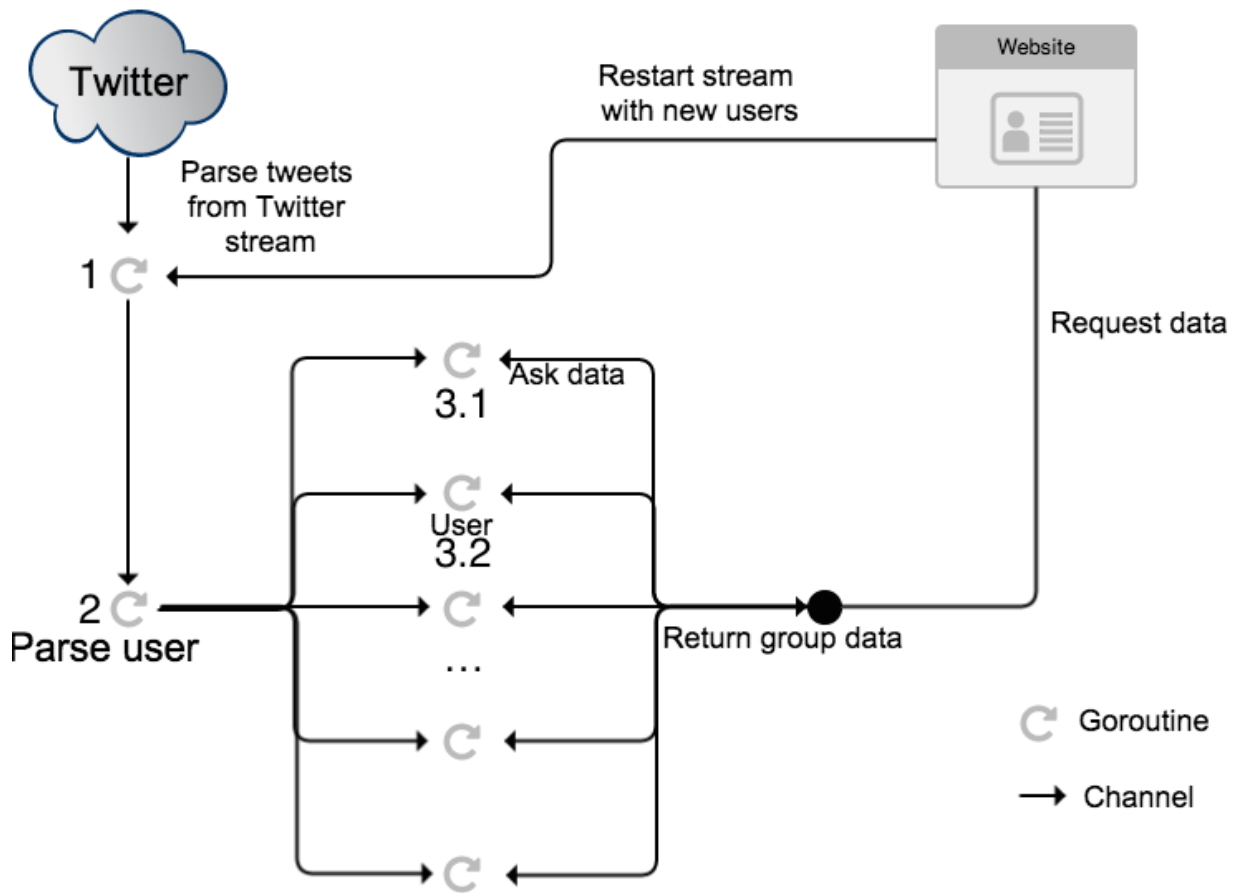 Twitter
Website
Restart stream
with new users
Parse tweets
from Twitter
stream
1
Request data
Ask data
3.1
User
3.2
2
Parse user
Return group data
...
Goroutine
Channel